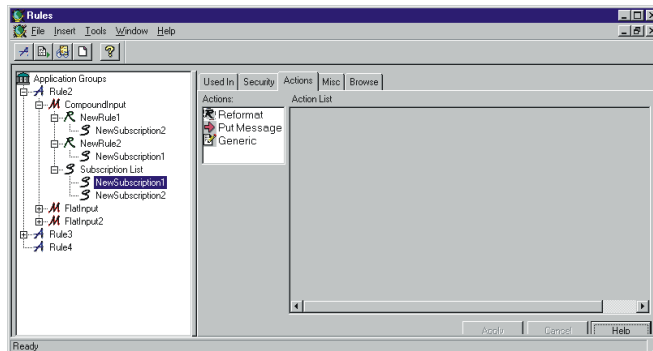 Rules
File Insert Tools Window Help
Application Groups
Rule2
CompoundInput
NewRule1
NewSubscription2
NewRule2
NewSubscription1
Subscription List
NewSubscription1
NewSubscription2
FlatInput
FlatInput2
Rule3
Rule4
Used In Security Actions Misc Browse
Actions: Action List
Reformat
Put Message
Generic
Apply Cancel Help
Ready